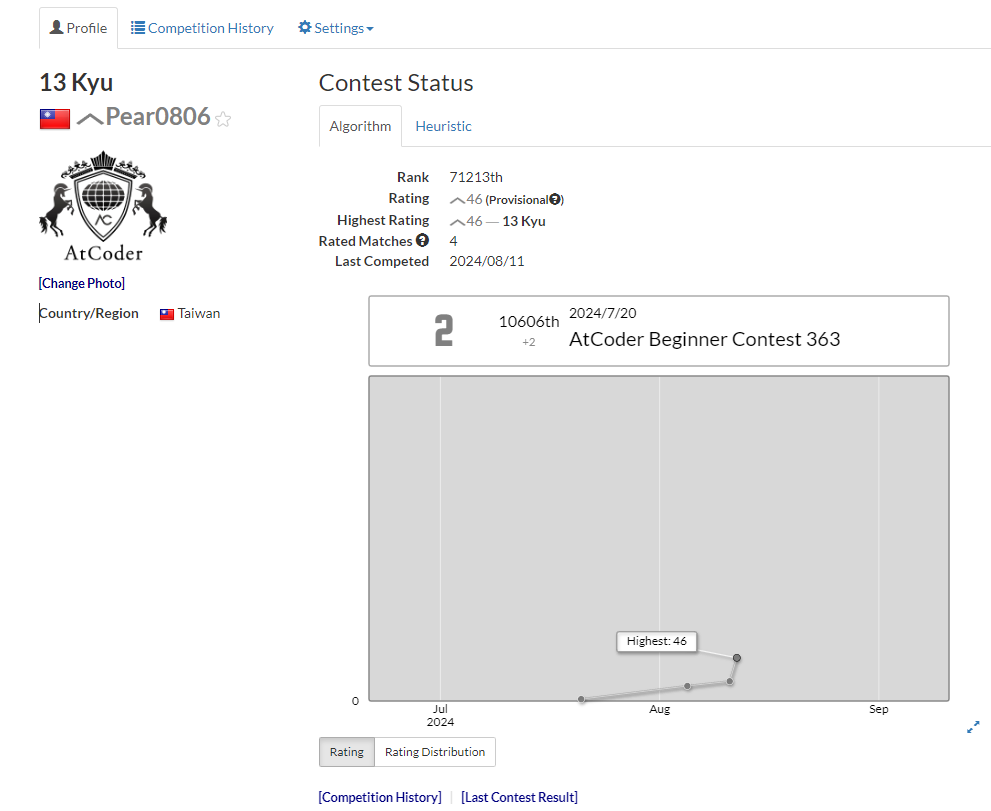 Profile Competition History Settings
13 Kyu
Pear0806
AC
AtCoder
[Change Photo]
Country/Region Taiwan
Contest Status
Algorithm Heuristic
Rank 71213th
Rating 46 (Provisional?)
Highest Rating 46 — 13 Kyu
Rated Matches ? 4
Last Competed 2024/08/11
2 10606th +2 2024/7/20
AtCoder Beginner Contest 363
Highest: 46
0
Jul Aug Sep
2024
Rating Rating Distribution
[Competition History] | [Last Contest Result]